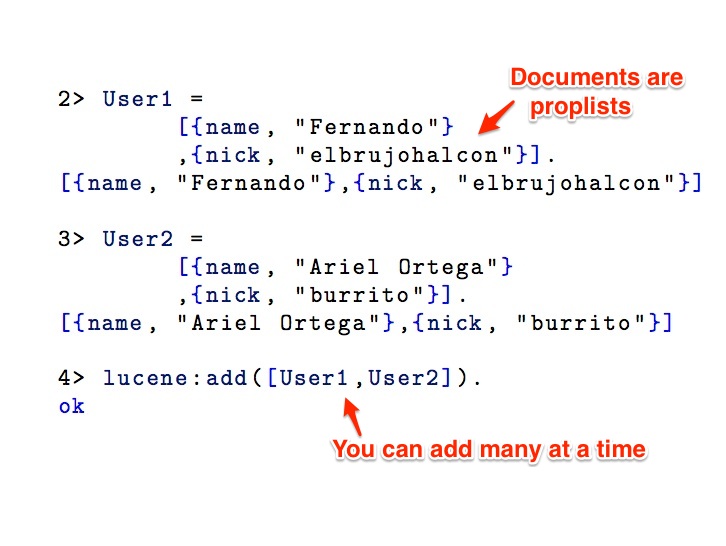 Documents are
proplists
2> User1 =
[{name, "Fernando"}
,{nick, "elbrujohalcon"}].
[{name, "Fernando"},{nick, "elbrujohalcon"}]
3> User2 =
[{name, "Ariel Ortega"}
,{nick, "burrito"}].
[{name, "Ariel Ortega"},{nick, "burrito"}]
4> lucene:add([User1,User2]).
ok
You can add many at a time